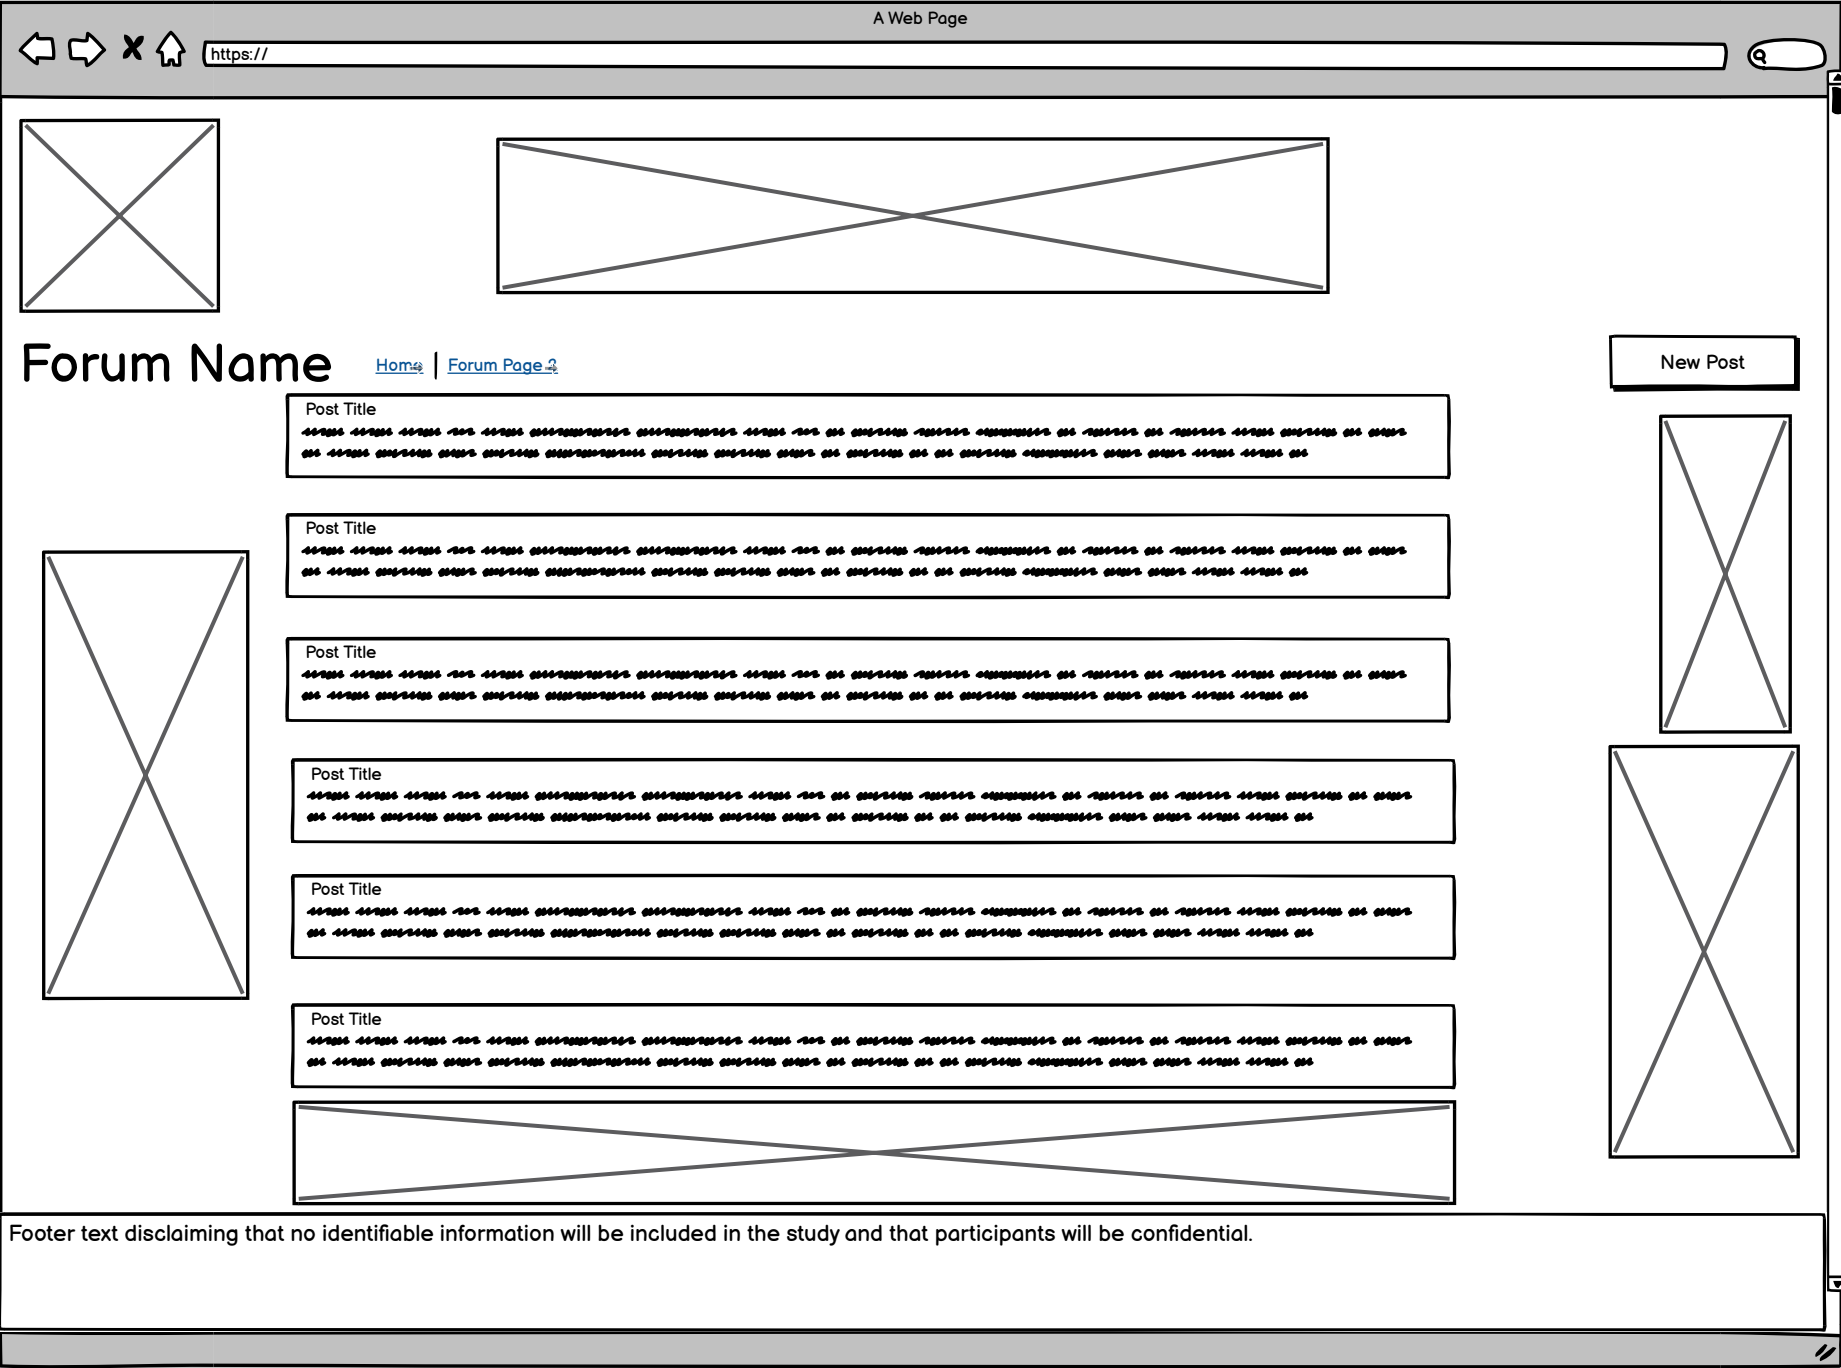 A Web Page
https://
Forum Name
Home
Forum Page 2
New Post
Post Title
Post Title
Post Title
Post Title
Post Title
Post Title
Footer text disclaiming that no identifiable information will be included in the study and that participants will be confidential.